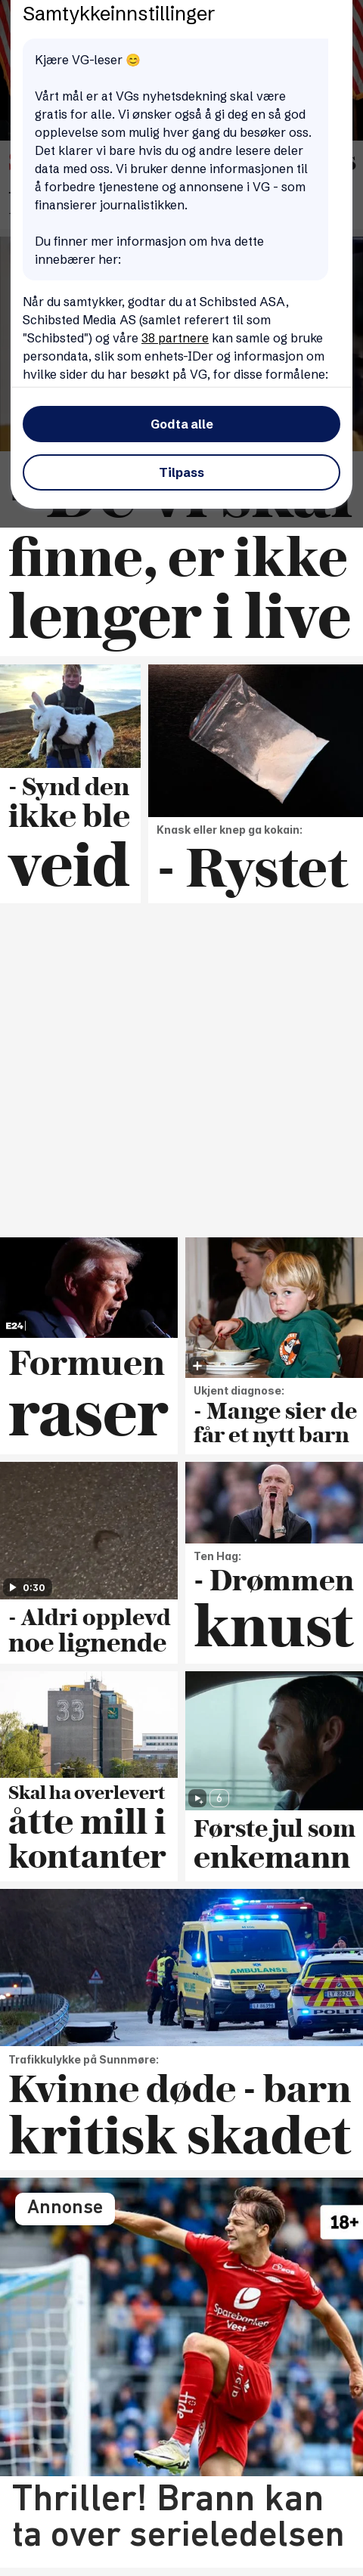 Samtykkeinnstillinger
Kjære VG-leser 😊
Vårt mål er at VGs nyhetsdekning skal være
gratis for alle. Vi ønsker også å gi deg en så god
opplevelse som mulig hver gang du besøker oss.
Det klarer vi bare hvis du og andre lesere deler
data med oss. Vi bruker denne informasjonen til
å forbedre tjenestene og annonsene i VG - som
finansierer journalistikken.
Du finner mer informasjon om hva dette
innebærer her:
Når du samtykker, godtar du at Schibsted ASA,
Schibsted Media AS (samlet referert til som
"Schibsted") og våre 38 partnere kan samle og bruke
persondata, slik som enhets-IDer og informasjon om
hvilke sider du har besøkt på VG, for disse formålene:
Godta alle
Tilpass
- De vi skal
finne, er ikke
lenger i live
- Synd den
ikke ble
veid
Knask eller knep ga kokain:
- Rystet
E24
Formuen
raser
Ukjent diagnose:
- Mange sier de
får et nytt barn
0:30
- Aldri opplevd
noe lignende
Ten Hag:
- Drømmen
knust
33
Skal ha overlevert
åtte mill i
kontanter
6
Første jul som
enkemann
AMBULANSE
Trafikkulykke på Sunnmøre:
Kvinne døde - barn
kritisk skadet
Annonse
18+
Sparebanken
Vest
Thriller! Brann kan
ta over serieledelsen